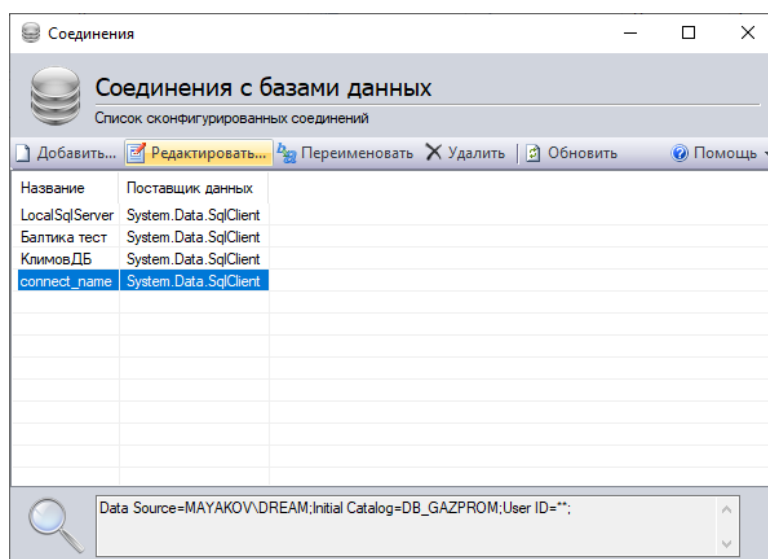 Соединения
Соединения с базами данных
Список сконфигурированных соединений
Добавить... Редактировать... Переименовать Удалить Обновить Помощь
Название Поставщик данных
LocalSqlServer System.Data.SqlClient
Балтика тест System.Data.SqlClient
КлимовДБ System.Data.SqlClient
connect_name System.Data.SqlClient
Data Source=MAYAKOV\DREAM;Initial Catalog=DB_GAZPROM;User ID=**;